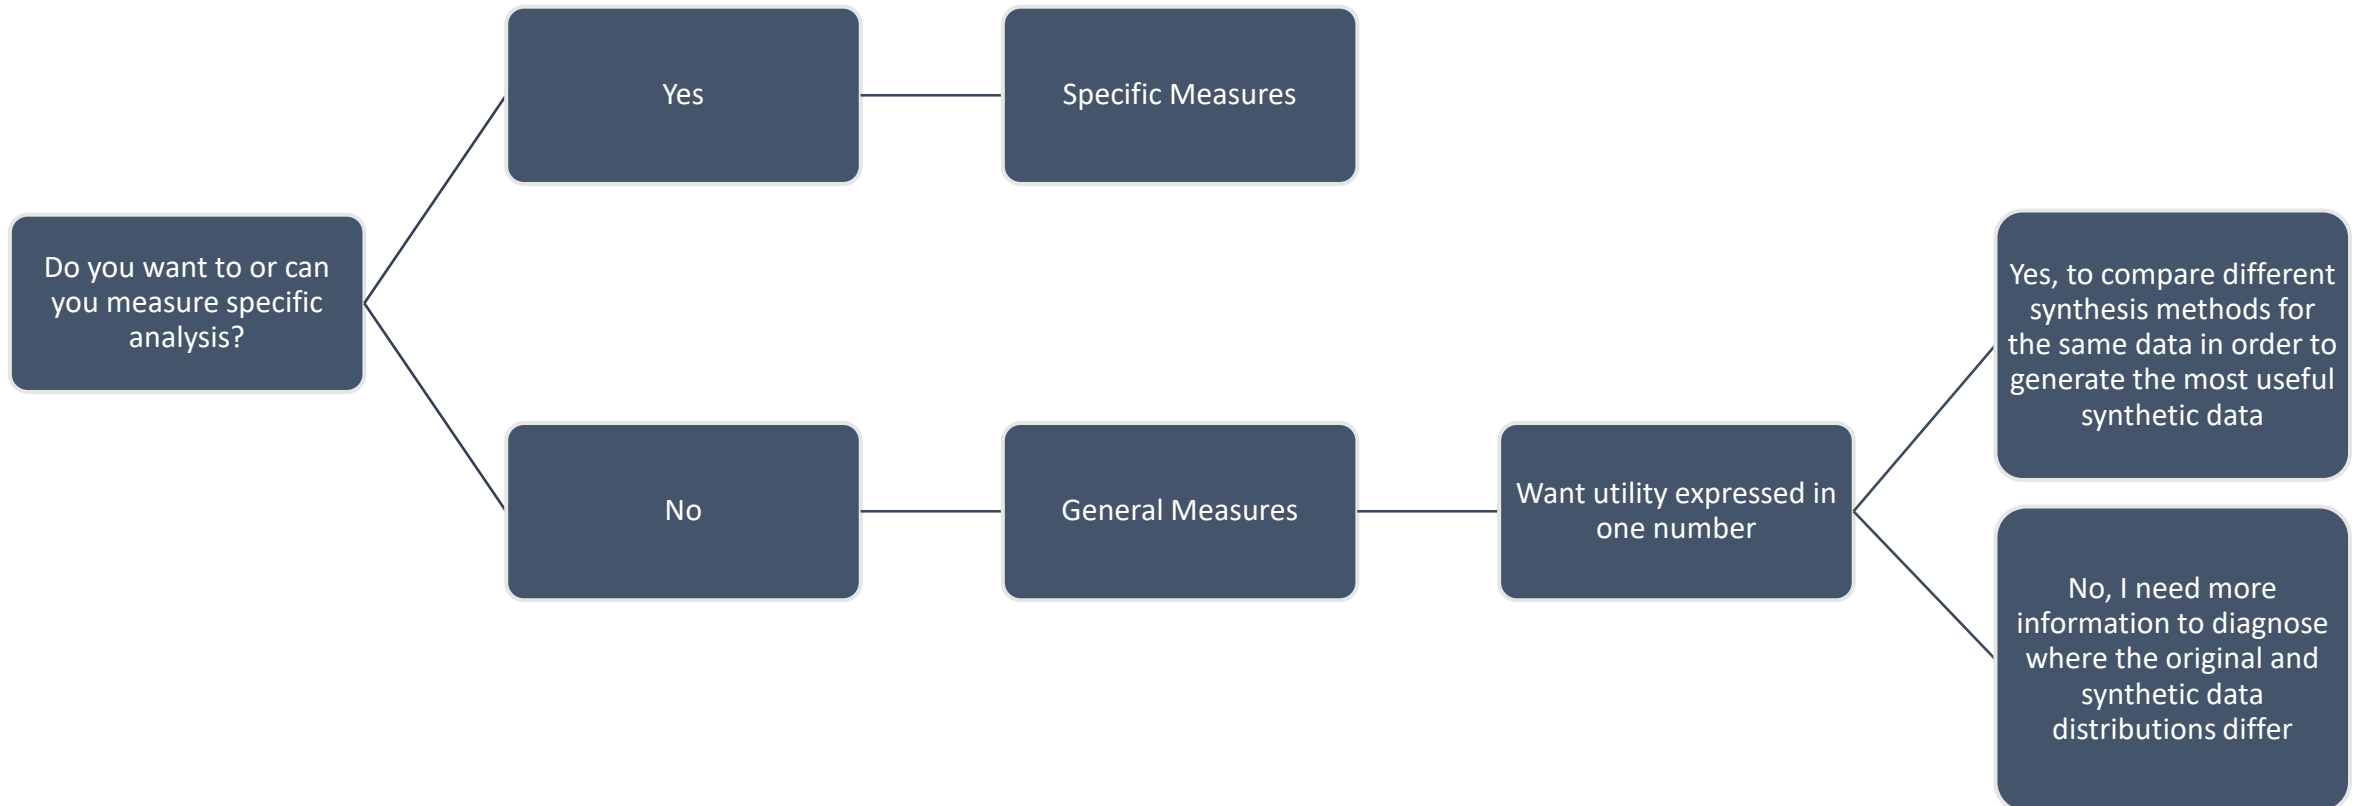 Do you want to or can
you measure specific
analysis?
Yes
Specific Measures
No
General Measures
Want utility expressed in
one number
Yes, to compare different
synthesis methods for
the same data in order to
generate the most useful
synthetic data
No, I need more
information to diagnose
where the original and
synthetic data
distributions differ